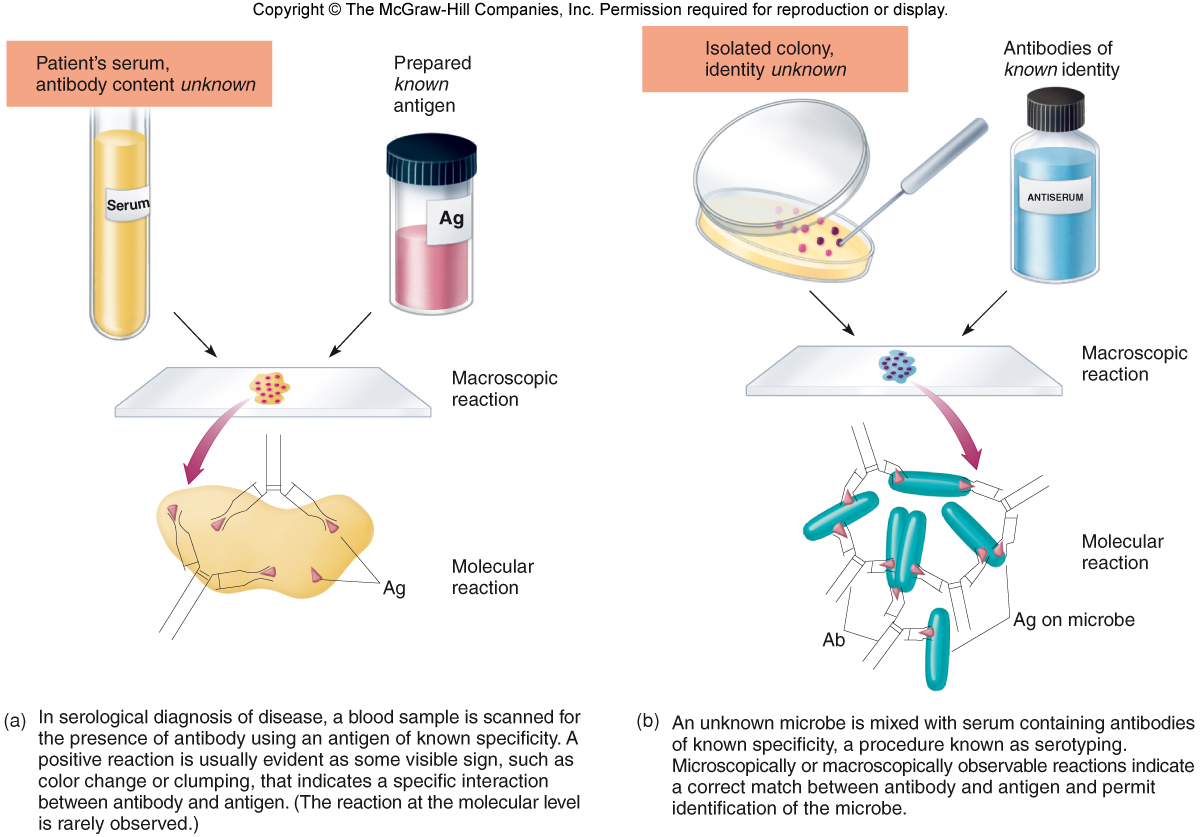 Copyright © The McGraw-Hill Companies, Inc. Permission required for reproduction or display.
Patient’s serum,
antibody content unknown
Prepared
known
antigen
Serum
Ag
Macroscopic
reaction
Molecular
reaction
Ag
(a) In serological diagnosis of disease, a blood sample is scanned for
the presence of antibody using an antigen of known specificity. A
positive reaction is usually evident as some visible sign, such as
color change or clumping, that indicates a specific interaction
between antibody and antigen. (The reaction at the molecular level
is rarely observed.)
Isolated colony,
identity unknown
Antibodies of
known identity
ANTISERUM
Macroscopic
reaction
Molecular
reaction
Ag on microbe
Ab
(b) An unknown microbe is mixed with serum containing antibodies
of known specificity, a procedure known as serotyping.
Microscopically or macroscopically observable reactions indicate
a correct match between antibody and antigen and permit
identification of the microbe.